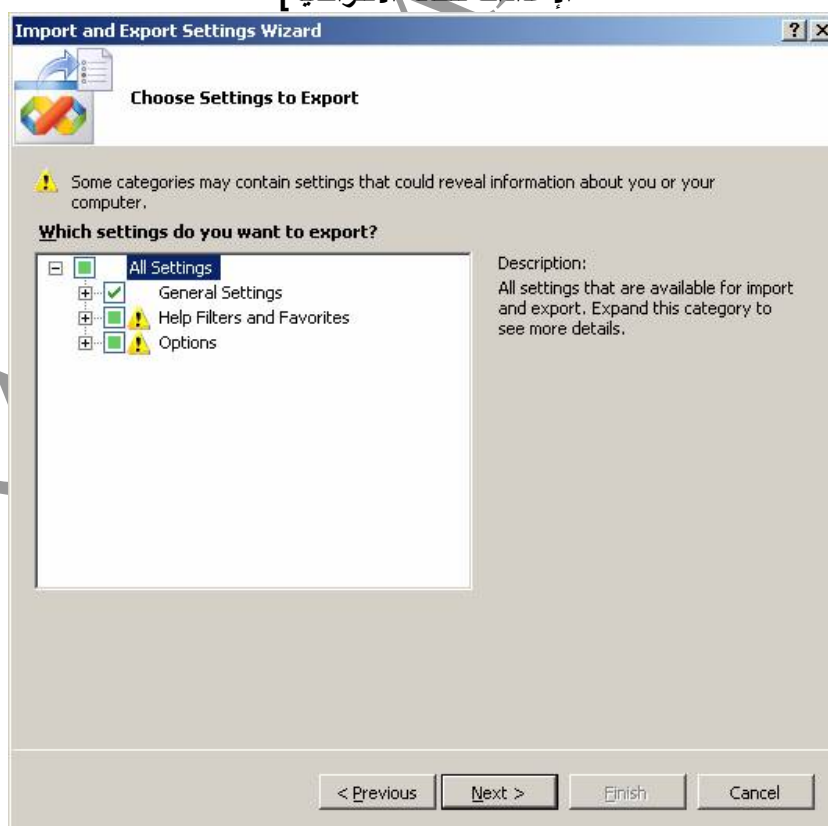 Import and Export Settings Wizard
Choose Settings to Export
Some categories may contain settings that could reveal information about you or your
computer.
Which settings do you want to export?
All Settings
General Settings
Help Filters and Favorites
Options
Description:
All settings that are available for import
and export. Expand this category to
see more details.
< Previous
Next >
Finish
Cancel